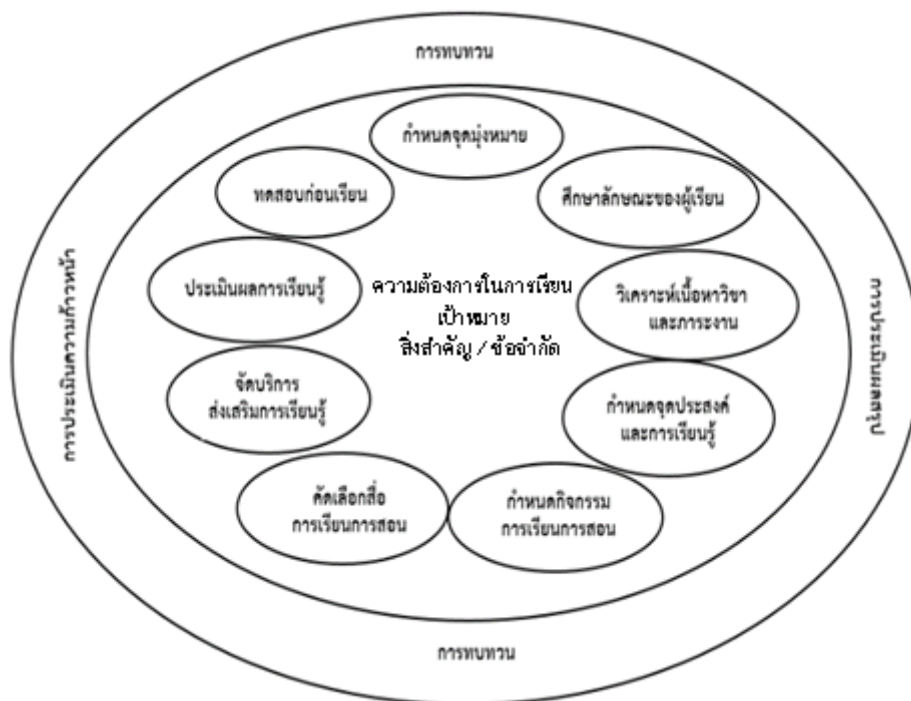 การทบทวน
กำหนดจุดมุ่งหมาย
ทดสอบก่อนเรียน
ศึกษาลักษณะของผู้เรียน
ประเมินผลการเรียนรู้
ความต้องการในการเรียน
เป้าหมาย
สิ่งสำคัญ / ข้อจำกัด
วิเคราะห์เนื้อหาวิชา
และภาระงาน
การประเมินความก้าวหน้า
การประเมินผลสรุป
จัดบริการ
ส่งเสริมการเรียนรู้
กำหนดจุดประสงค์
และการเรียนรู้
คัดเลือกสื่อ
การเรียนการสอน
กำหนดกิจกรรม
การเรียนการสอน
การทบทวน